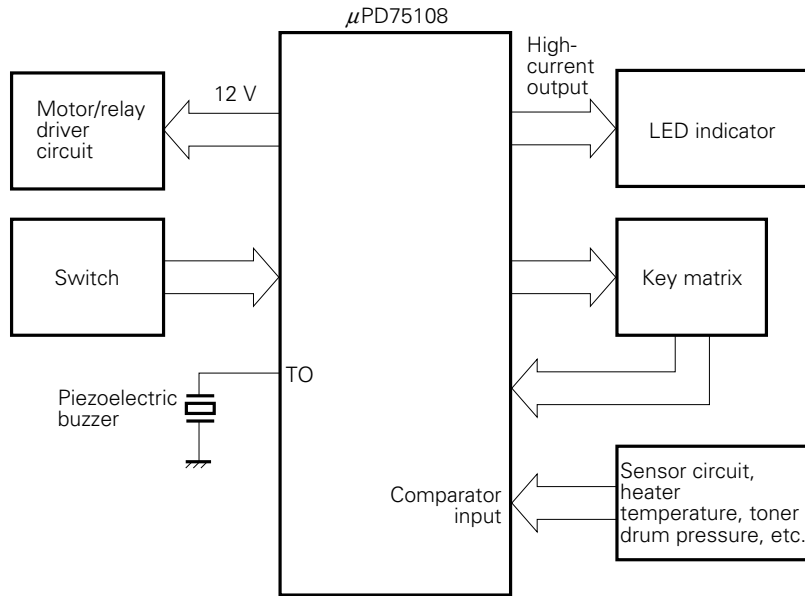 µPD75108
High-
current
output
12 V
Motor/relay
driver
circuit
LED indicator
Switch
Key matrix
TO
Piezoelectric
buzzer
Comparator
input
Sensor circuit,
heater
temperature, toner
drum pressure, etc.